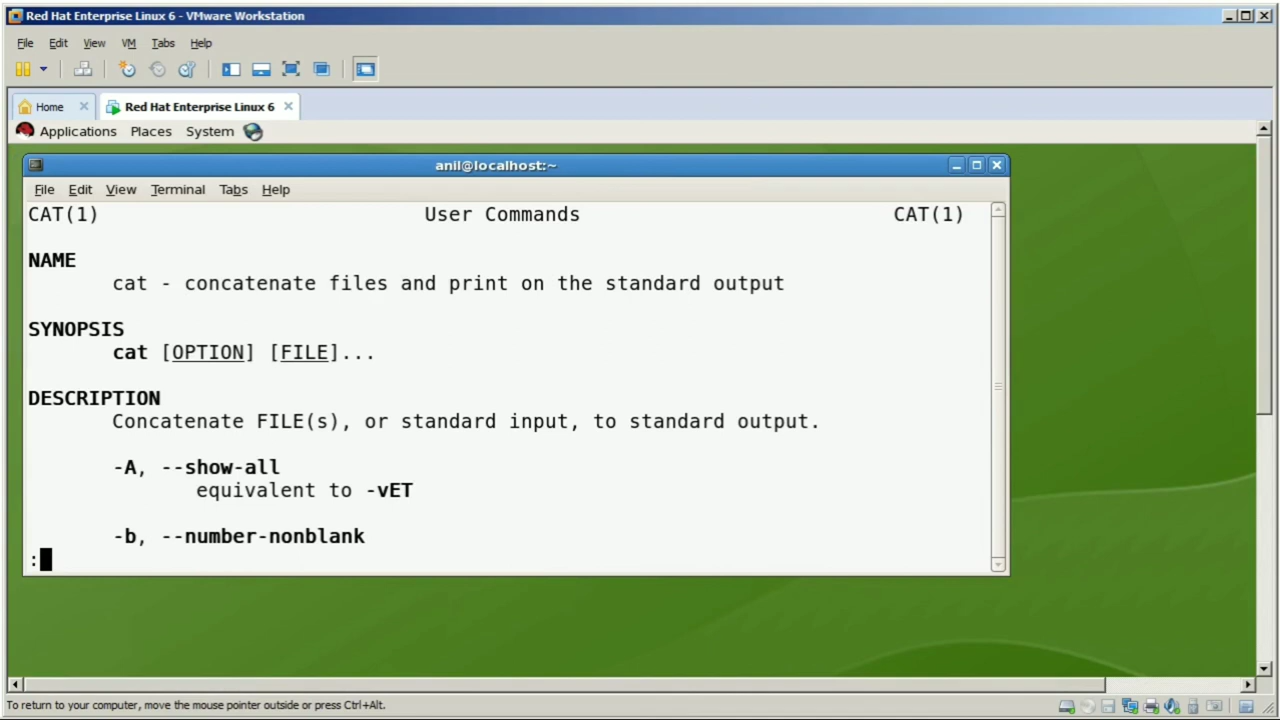 Red Hat Enterprise Linux 6 - VMware Workstation
File Edit View VM Tabs Help
Home Red Hat Enterprise Linux 6
Applications Places System
anil@localhost:~
File Edit View Terminal Tabs Help
CAT(1) User Commands CAT(1)
NAME
cat - concatenate files and print on the standard output
SYNOPSIS
cat [OPTION] [FILE]...
DESCRIPTION
Concatenate FILE(s), or standard input, to standard output.
-A, --show-all
equivalent to -vET
-b, --number-nonblank
:
To return to your computer, move the mouse pointer outside or press Ctrl+Alt.